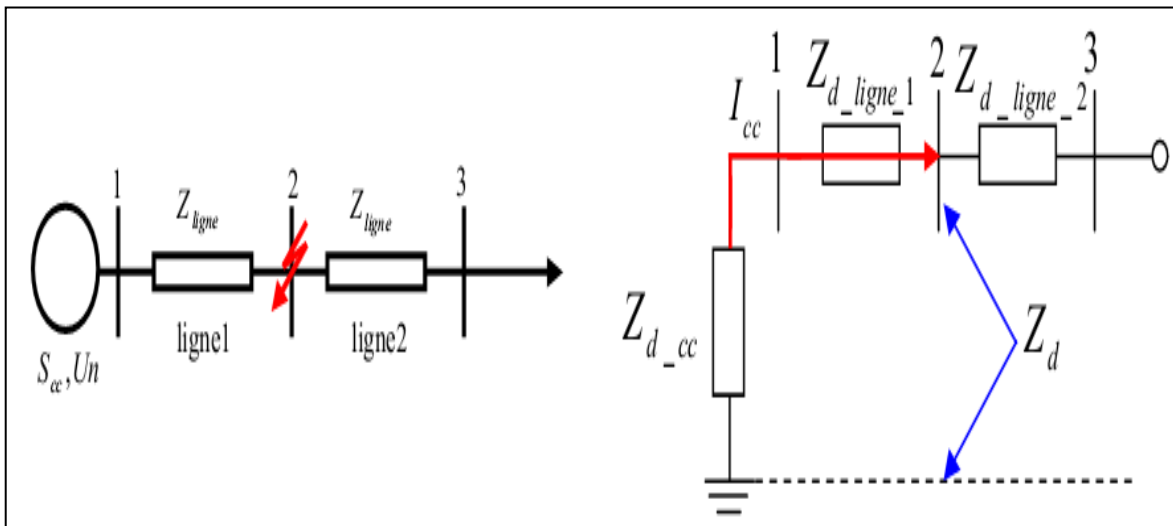 1
2
3
Z_ligne
Z_ligne
ligne1
ligne2
S_cc,Un
1
Z_d_ligne_1
2
Z_d_ligne_2
3
I_cc
Z_d_cc
Z_d